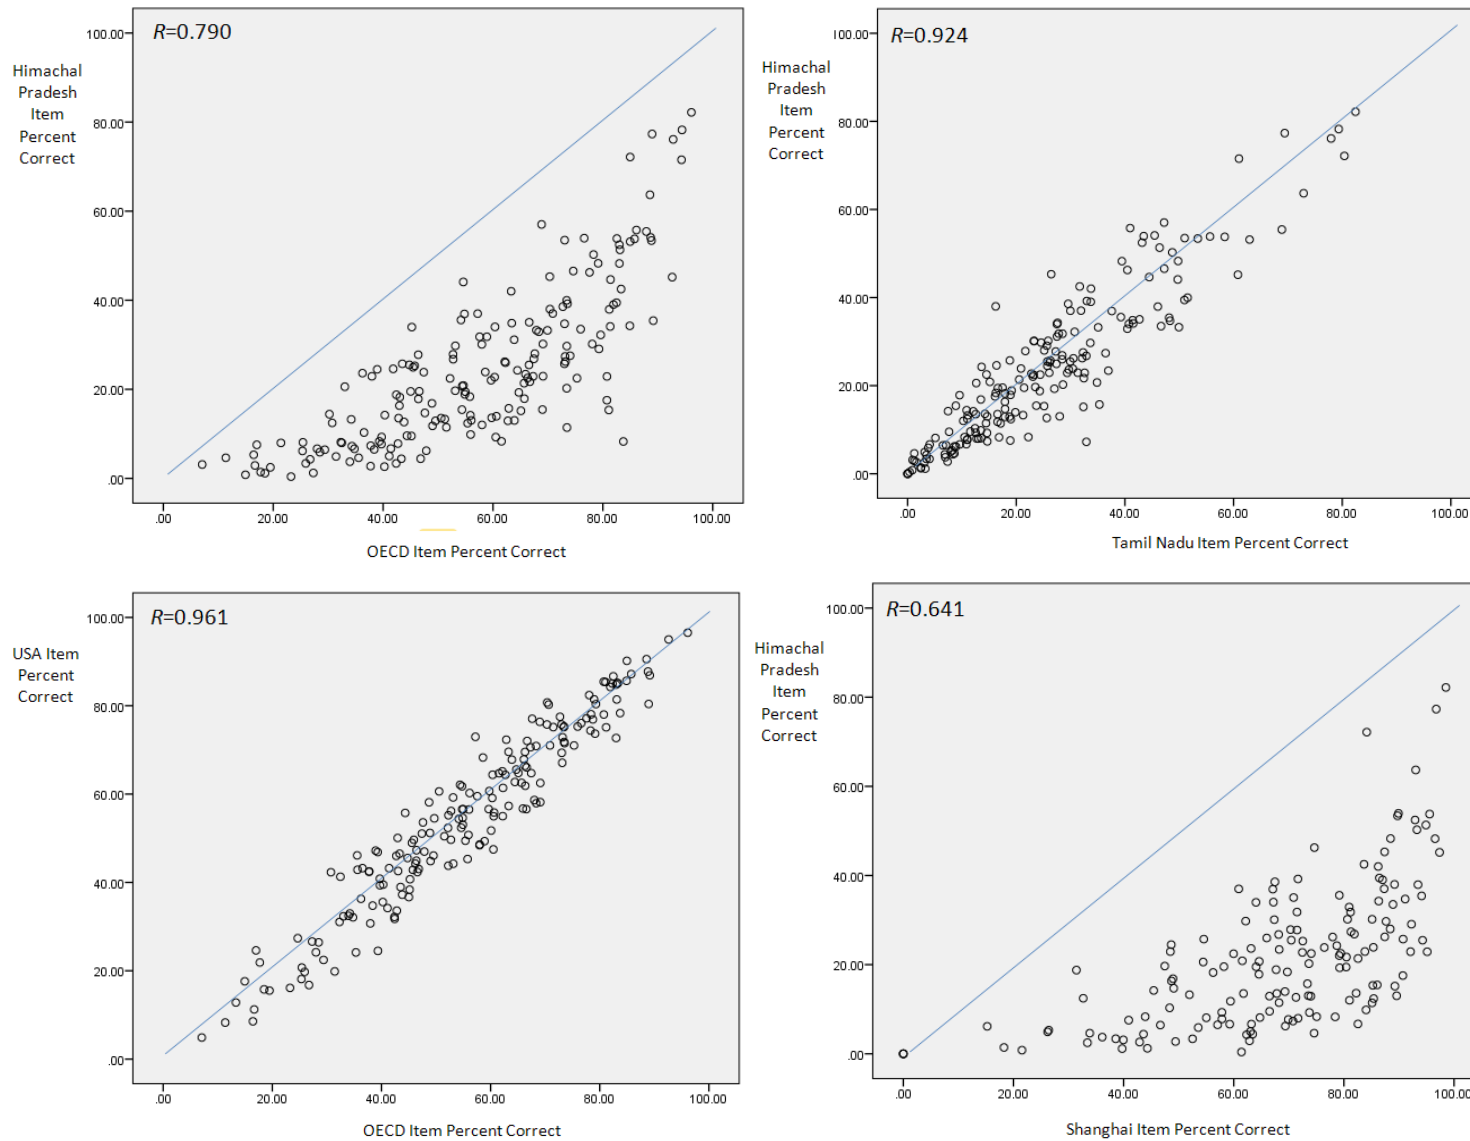 R=0.790
100.00
Himachal
Pradesh
Item
Percent
Correct
80.00
60.00
40.00
20.00
.00
.00 20.00 40.00 60.00 80.00 100.00
OECD Item Percent Correct
R=0.924
100.00
Himachal
Pradesh
Item
Percent
Correct
80.00
60.00
40.00
20.00
.00
.00 20.00 40.00 60.00 80.00 100.00
Tamil Nadu Item Percent Correct
R=0.961
100.00
USA Item
Percent
Correct
80.00
60.00
40.00
20.00
.00
.00 20.00 40.00 60.00 80.00 100.00
OECD Item Percent Correct
R=0.641
100.00
Himachal
Pradesh
Item
Percent
Correct
80.00
60.00
40.00
20.00
.00
.00 20.00 40.00 60.00 80.00 100.00
Shanghai Item Percent Correct